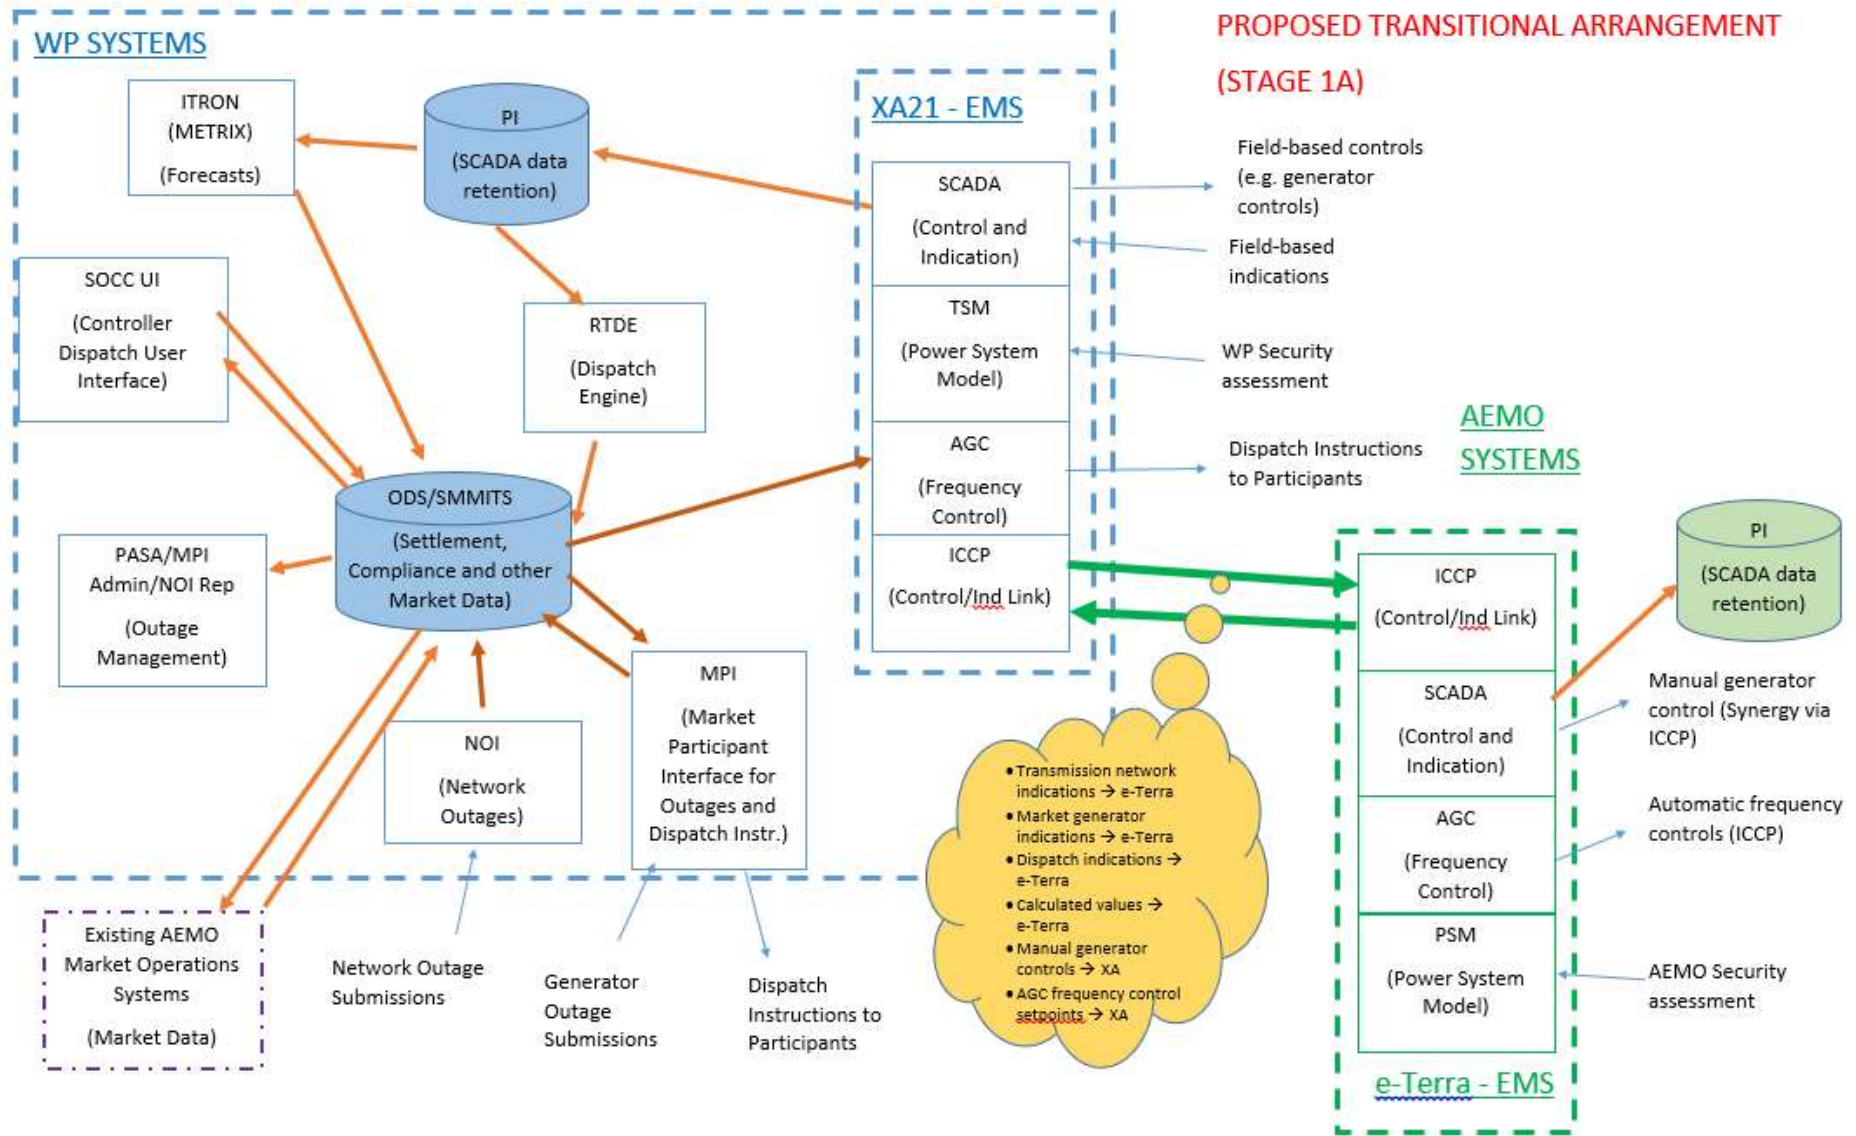 WP SYSTEMS
PROPOSED TRANSITIONAL ARRANGEMENT
(STAGE 1A)
ITRON
(METRIX)
(Forecasts)
PI
(SCADA data
retention)
XA21 - EMS
SCADA
(Control and
Indication)
TSM
(Power System
Model)
AGC
(Frequency
Control)
ICCP
(Control/Ind Link)
Field-based controls
(e.g. generator
controls)
Field-based
indications
WP Security
assessment
Dispatch Instructions
to Participants
SOCC UI
(Controller
Dispatch User
Interface)
RTDE
(Dispatch
Engine)
ODS/SMMITS
(Settlement,
Compliance and other
Market Data)
PASA/MPI
Admin/NOI Rep
(Outage
Management)
NOI
(Network
Outages)
MPI
(Market
Participant
Interface for
Outages and
Dispatch Instr.)
AEMO
SYSTEMS
PI
(SCADA data
retention)
ICCP
(Control/Ind Link)
SCADA
(Control and
Indication)
AGC
(Frequency
Control)
PSM
(Power System
Model)
e-Terra - EMS
Manual generator
control (Synergy via
ICCP)
Automatic frequency
controls (ICCP)
AEMO Security
assessment
• Transmission network
indications → e-Terra
• Market generator
indications → e-Terra
• Dispatch indications →
e-Terra
• Calculated values →
e-Terra
• Manual generator
controls → XA
• AGC frequency control
setpoints → XA
Existing AEMO
Market Operations
Systems
(Market Data)
Network Outage
Submissions
Generator
Outage
Submissions
Dispatch
Instructions to
Participants